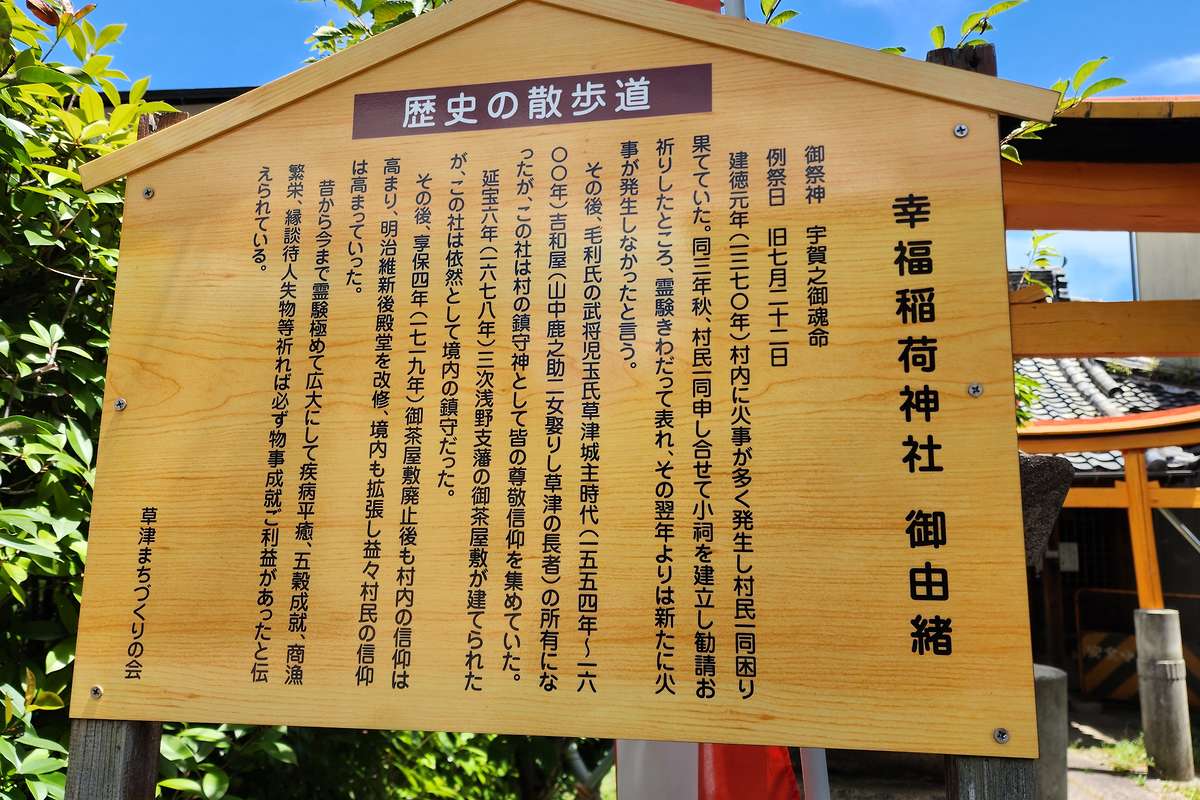 歴史の散歩道
幸福稲荷神社 御由緒
御祭神 宇賀之御魂命
例祭日 旧七月二十二日
建徳元年(一三七〇年)村内に火事が多く発生し村民一同困り
果てていた。同三年秋、村民一同申し合せて小祠を建立し勧請お
祈りしたところ、霊験きわだって表れ、その翌年よりは新たに火
事が発生しなかったと言う。
その後、毛利氏の武将児玉氏草津城主時代(一五五四年〜一六
〇〇年)吉和屋(山中鹿之助二女娶りし草津の長者)の所有にな
ったが、この社は村の鎮守神として皆の尊敬信仰を集めていた。
延宝六年(一六七八年)三次浅野支藩の御茶屋敷が建てられた
が、この社は依然として境内の鎮守だった。
その後、享保四年(一七一九年)御茶屋敷廃止後も村内の信仰は
高まり、明治維新後殿堂を改修、境内も拡張し益々村民の信仰
は高まっていった。
昔から今まで霊験極めて広大にして疾病平癒、五穀成就、商漁
繁栄、縁談待人失物等祈れば必ず物事成就ご利益があったと伝
えられている。
草津まちづくりの会